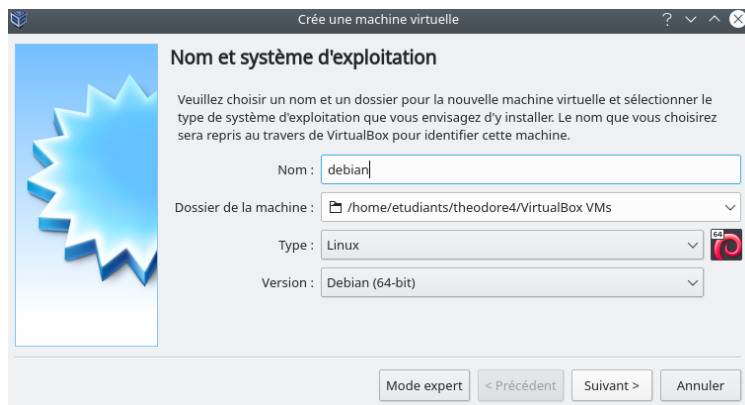 Crée une machine virtuelle
Nom et système d'exploitation
Veuillez choisir un nom et un dossier pour la nouvelle machine virtuelle et sélectionner le
type de système d'exploitation que vous envisagez d'y installer. Le nom que vous choisirez
sera repris au travers de VirtualBox pour identifier cette machine.
Nom : debian
Dossier de la machine : /home/etudiants/theodore4/VirtualBox VMs
Type : Linux
64
Version : Debian (64-bit)
Mode expert < Précédent Suivant > Annuler